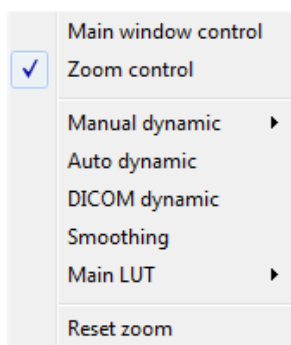 Main window control
Zoom control
Manual dynamic
Auto dynamic
DICOM dynamic
Smoothing
Main LUT
Reset zoom